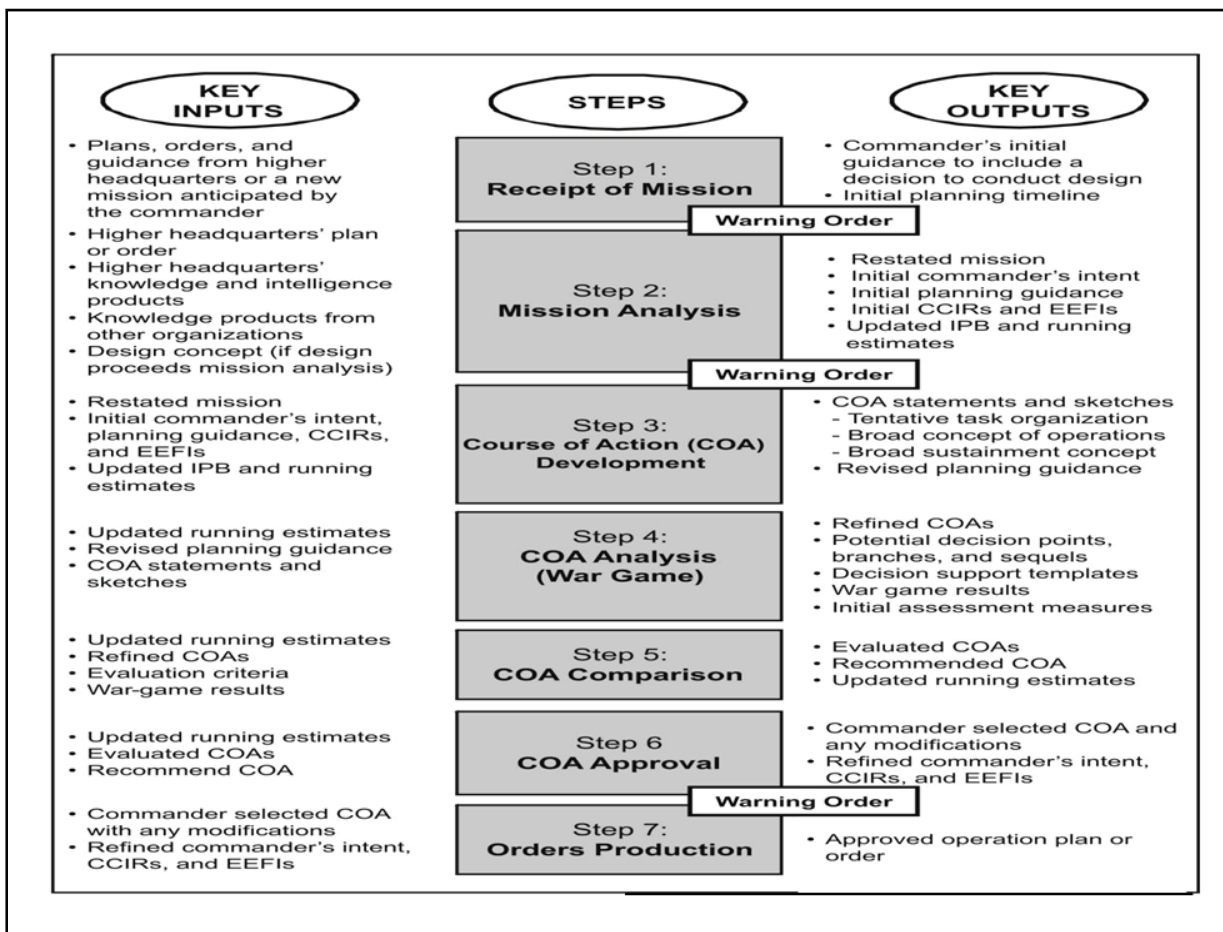 KEY
INPUTS
STEPS
KEY
OUTPUTS
• Plans, orders, and
guidance from higher
headquarters or a new
mission anticipated by
the commander
Step 1:
Receipt of Mission
• Commander's initial
guidance to include a
decision to conduct design
• Initial planning timeline
Warning Order
• Higher headquarters' plan
or order
• Higher headquarters'
knowledge and intelligence
products
• Knowledge products from
other organizations
• Design concept (if design
proceeds mission analysis)
Step 2:
Mission Analysis
• Restated mission
• Initial commander's intent
• Initial planning guidance
• Initial CCIRs and EEFIs
• Updated IPB and running
estimates
Warning Order
• Restated mission
• Initial commander's intent,
planning guidance, CCIRs,
and EEFIs
• Updated IPB and running
estimates
Step 3:
Course of Action (COA)
Development
• COA statements and sketches
- Tentative task organization
- Broad concept of operations
- Broad sustainment concept
• Revised planning guidance
• Updated running estimates
• Revised planning guidance
• COA statements and
sketches
Step 4:
COA Analysis
(War Game)
• Refined COAs
• Potential decision points,
branches, and sequels
• Decision support templates
• War game results
• Initial assessment measures
• Updated running estimates
• Refined COAs
• Evaluation criteria
• War-game results
Step 5:
COA Comparison
• Evaluated COAs
• Recommended COA
• Updated running estimates
• Updated running estimates
• Evaluated COAs
• Recommend COA
Step 6
COA Approval
• Commander selected COA and
any modifications
• Refined commander's intent,
CCIRs, and EEFIs
Warning Order
• Commander selected COA
with any modifications
• Refined commander's intent,
CCIRs, and EEFIs
Step 7:
Orders Production
• Approved operation plan or
order